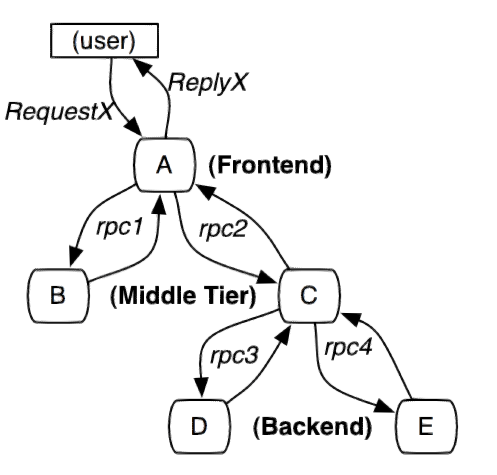 (user)
ReplyX
RequestX
A (Frontend)
rpc1 rpc2
B (Middle Tier) C
rpc3 rpc4
D (Backend) E